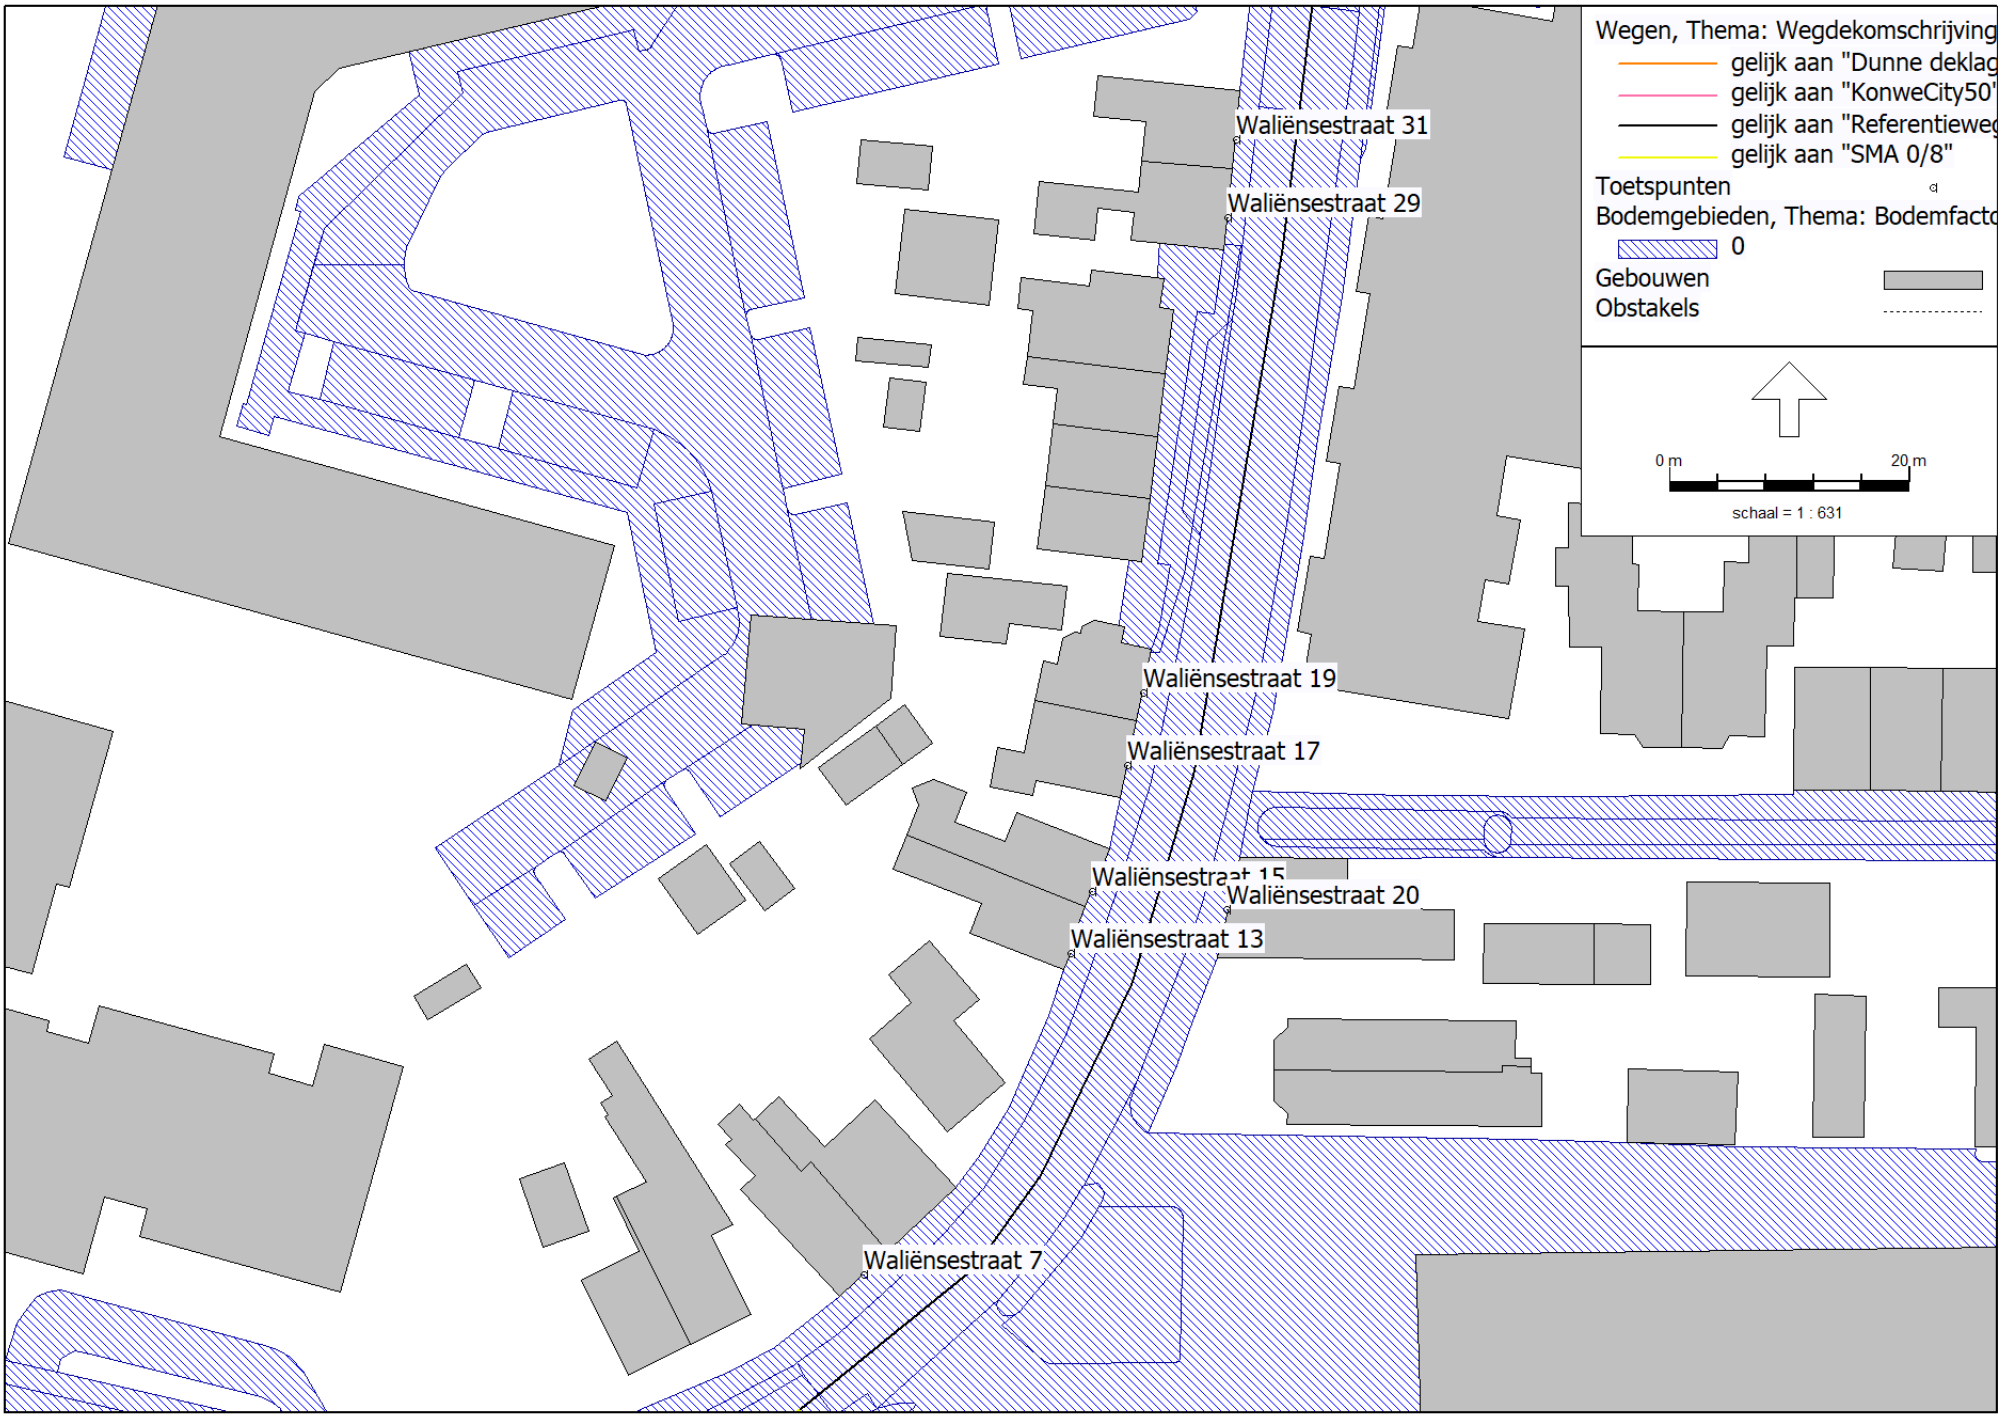 Wegen, Thema: Wegdekomschrijving
gelijk aan "Dunne deklag
gelijk aan "KonweCity50"
gelijk aan "Referentieweg
gelijk aan "SMA 0/8"
Toetspunten
Bodemgebieden, Thema: Bodemfacto
0
Gebouwen
Obstakels
0 m 20 m
schaal = 1 : 631
Waliënsestraat 31
Waliënsestraat 29
Waliënsestraat 19
Waliënsestraat 17
Waliënsestraat 15
Waliënsestraat 20
Waliënsestraat 13
Waliënsestraat 7